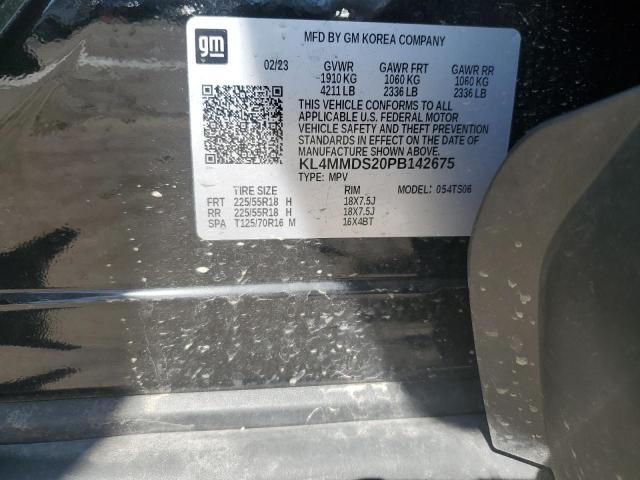 gm
MFD BY GM KOREA COMPANY
02/23 GVWR GAWR FRT GAWR RR
1910 KG 1060 KG 1060 KG
4211 LB 2336 LB 2336 LB
THIS VEHICLE CONFORMS TO ALL
APPLICABLE U.S. FEDERAL MOTOR
VEHICLE SAFETY AND THEFT PREVENTION
STANDARDS IN EFFECT ON THE DATE OF
MANUFACTURE SHOWN ABOVE.
KL4MMDS20PB142675
TYPE: MPV MODEL: 054TS06
TIRE SIZE RIM
FRT 225/55R18 H 18X7.5J
RR 225/55R18 H 18X7.5J
SPA T125/70R16 M 16X4BT